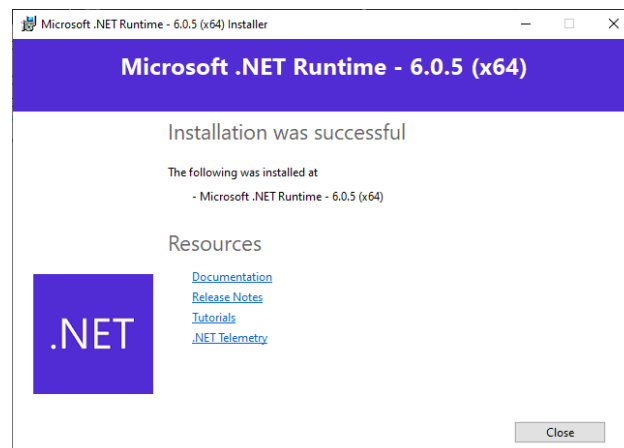 Microsoft .NET Runtime - 6.0.5 (x64) Installer
Microsoft .NET Runtime - 6.0.5 (x64)
Installation was successful
The following was installed at
- Microsoft .NET Runtime - 6.0.5 (x64)
Resources
Documentation
Release Notes
Tutorials
.NET Telemetry
.NET
Close